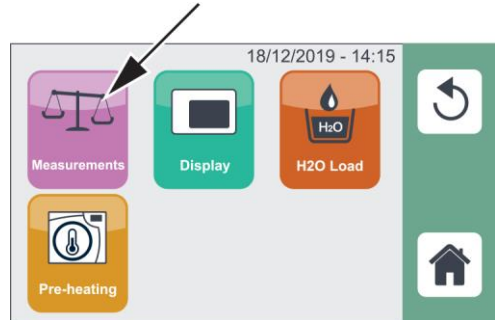 18/12/2019 - 14:15
H2O
Measurements
Display
H2O Load
Pre-heating